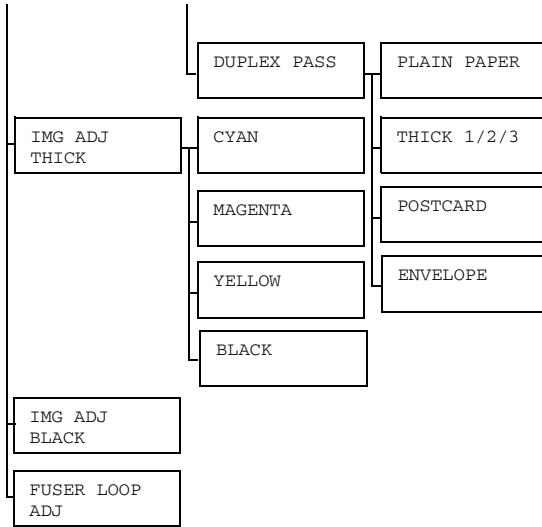 DUPLEX PASS
PLAIN PAPER
IMG ADJ
THICK
CYAN
THICK 1/2/3
MAGENTA
POSTCARD
YELLOW
ENVELOPE
BLACK
IMG ADJ
BLACK
FUSER LOOP
ADJ